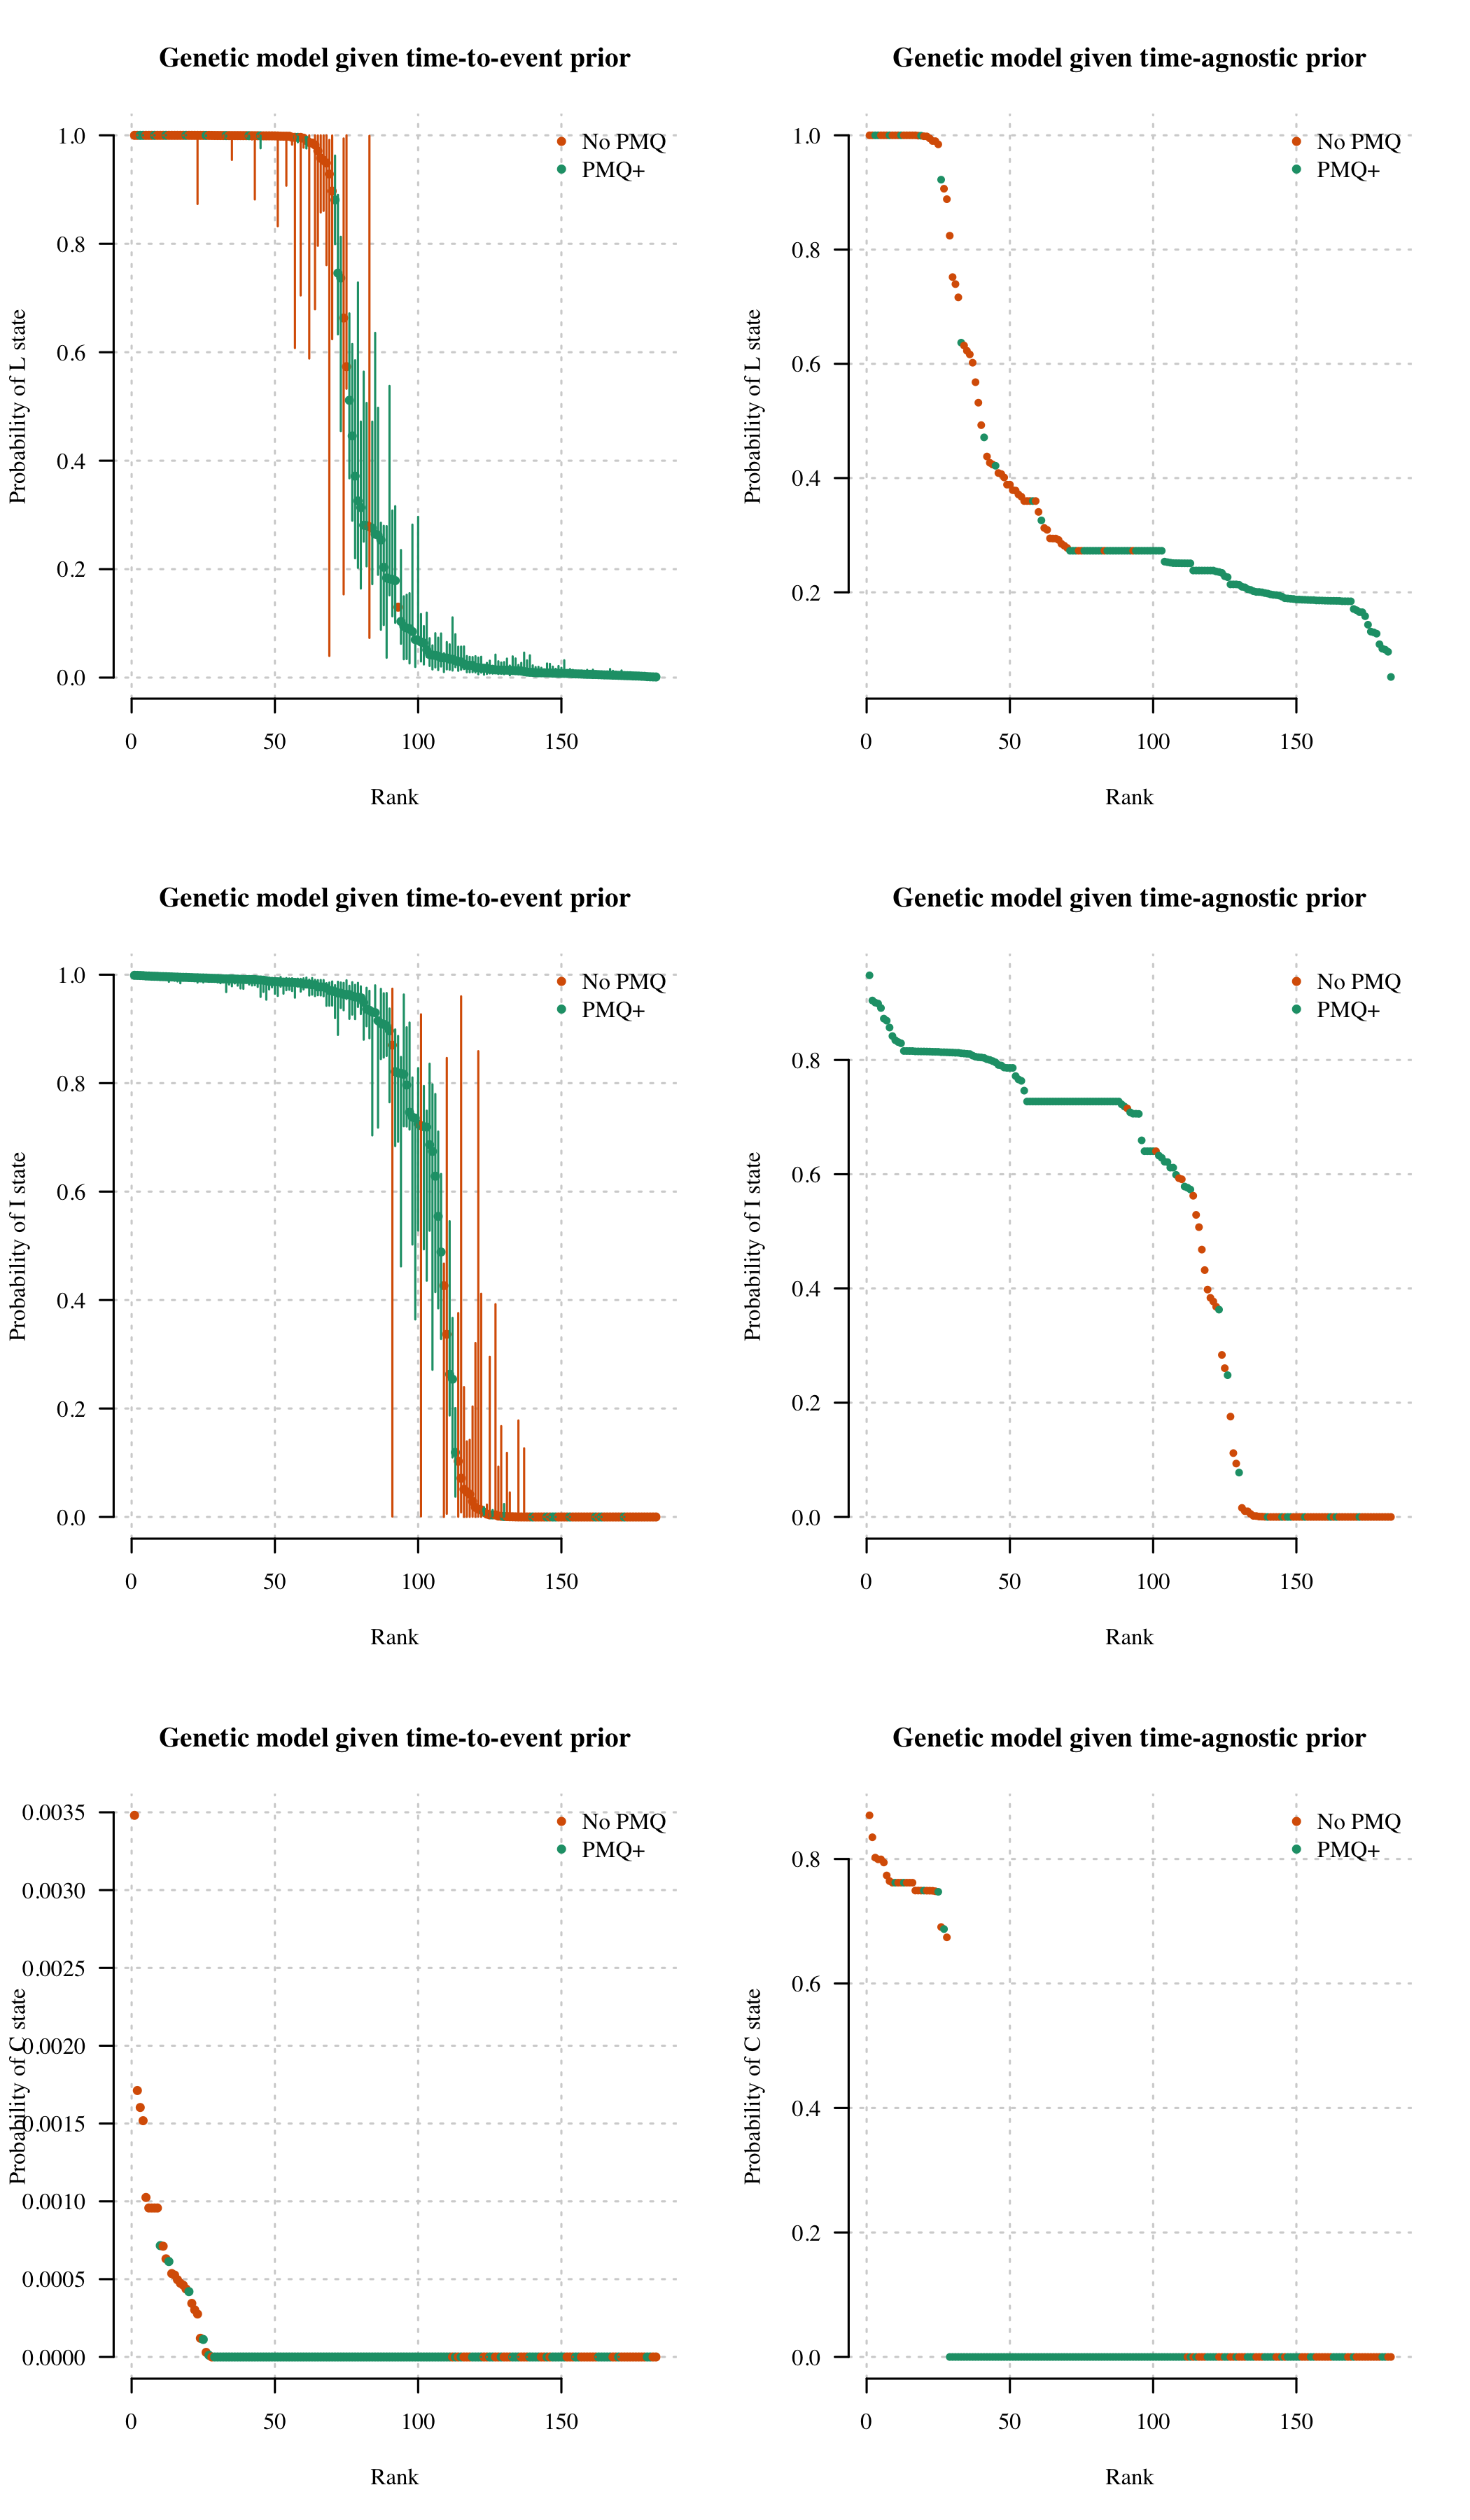 Genetic model given time-to-event prior
Probability of L state
1.0
0.8
0.6
0.4
0.2
0.0
No PMQ
PMQ+
0 50 100 150
Rank
Genetic model given time-agnostic prior
Probability of L state
1.0
0.8
0.6
0.4
0.2
No PMQ
PMQ+
0 50 100 150
Rank
Genetic model given time-to-event prior
Probability of I state
1.0
0.8
0.6
0.4
0.2
0.0
No PMQ
PMQ+
0 50 100 150
Rank
Genetic model given time-agnostic prior
Probability of I state
0.8
0.6
0.4
0.2
0.0
No PMQ
PMQ+
0 50 100 150
Rank
Genetic model given time-to-event prior
Probability of C state
0.0035
0.0030
0.0025
0.0020
0.0015
0.0010
0.0005
0.0000
No PMQ
PMQ+
0 50 100 150
Rank
Genetic model given time-agnostic prior
Probability of C state
0.8
0.6
0.4
0.2
0.0
No PMQ
PMQ+
0 50 100 150
Rank